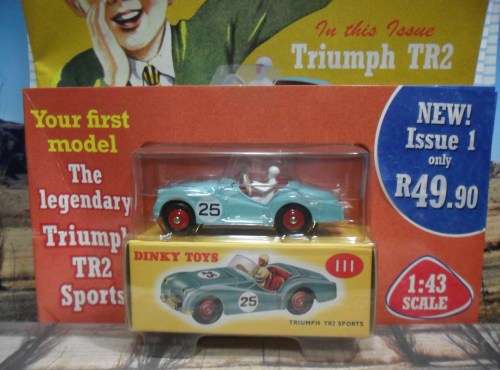 In this Issue
Triumph TR2
Your first
model
The
legendary
Triumph
TR2
Sports
NEW!
Issue 1
only
R49.90
1:43
SCALE
25
DINKY TOYS
111
25
TRIUMPH TR2 SPORTS